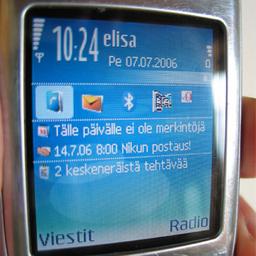 10:24 elisa
Pe 07.07.2006
Tälle päivälle ei ole merkintöjä
14.7.06 8:00 Nikun postaus!
2 keskeneräistä tehtävää
Viestit Radio